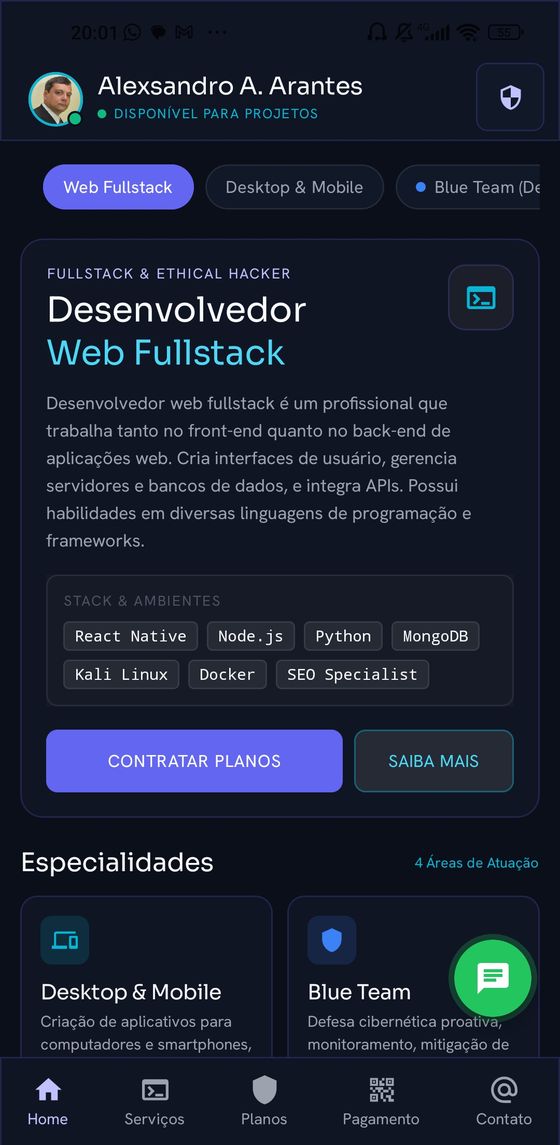 20:01
4G
55
Alexsandro A. Arantes
DISPONÍVEL PARA PROJETOS
Web Fullstack
Desktop & Mobile
Blue Team (De
FULLSTACK & ETHICAL HACKER
Desenvolvedor
Web Fullstack
Desenvolvedor web fullstack é um profissional que
trabalha tanto no front-end quanto no back-end de
aplicações web. Cria interfaces de usuário, gerencia
servidores e bancos de dados, e integra APIs. Possui
habilidades em diversas linguagens de programação e
frameworks.
STACK & AMBIENTES
React Native
Node.js
Python
MongoDB
Kali Linux
Docker
SEO Specialist
CONTRATAR PLANOS
SAIBA MAIS
Especialidades
4 Áreas de Atuação
Desktop & Mobile
Criação de aplicativos para
computadores e smartphones,
Blue Team
Defesa cibernética proativa,
monitoramento, mitigação de
Home
Serviços
Planos
Pagamento
Contato